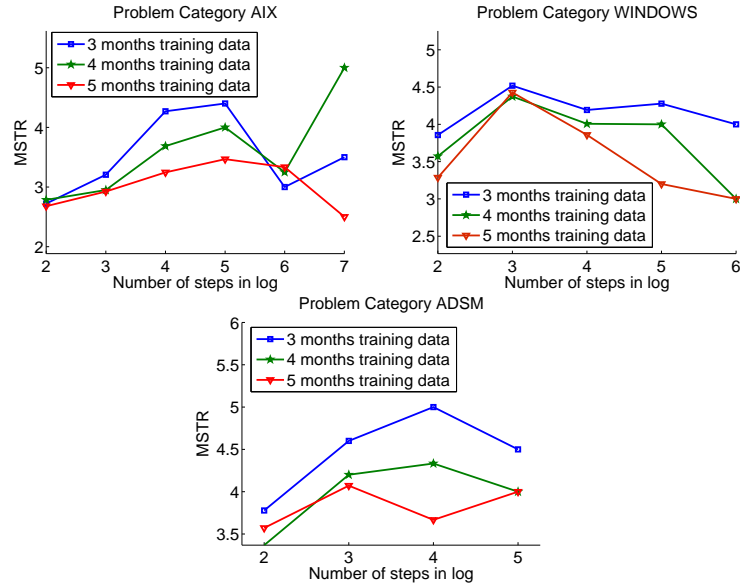 Problem Category AIX
3 months training data
4 months training data
5 months training data
MSTR
5
4
3
2
2 3 4 5 6 7
Number of steps in log
Problem Category WINDOWS
5
4.5
4
3.5
3
2.5
MSTR
3 months training data
4 months training data
5 months training data
2 3 4 5 6
Number of steps in log
Problem Category ADSM
6
5.5
5
4.5
4
3.5
MSTR
3 months training data
4 months training data
5 months training data
2 3 4 5
Number of steps in log